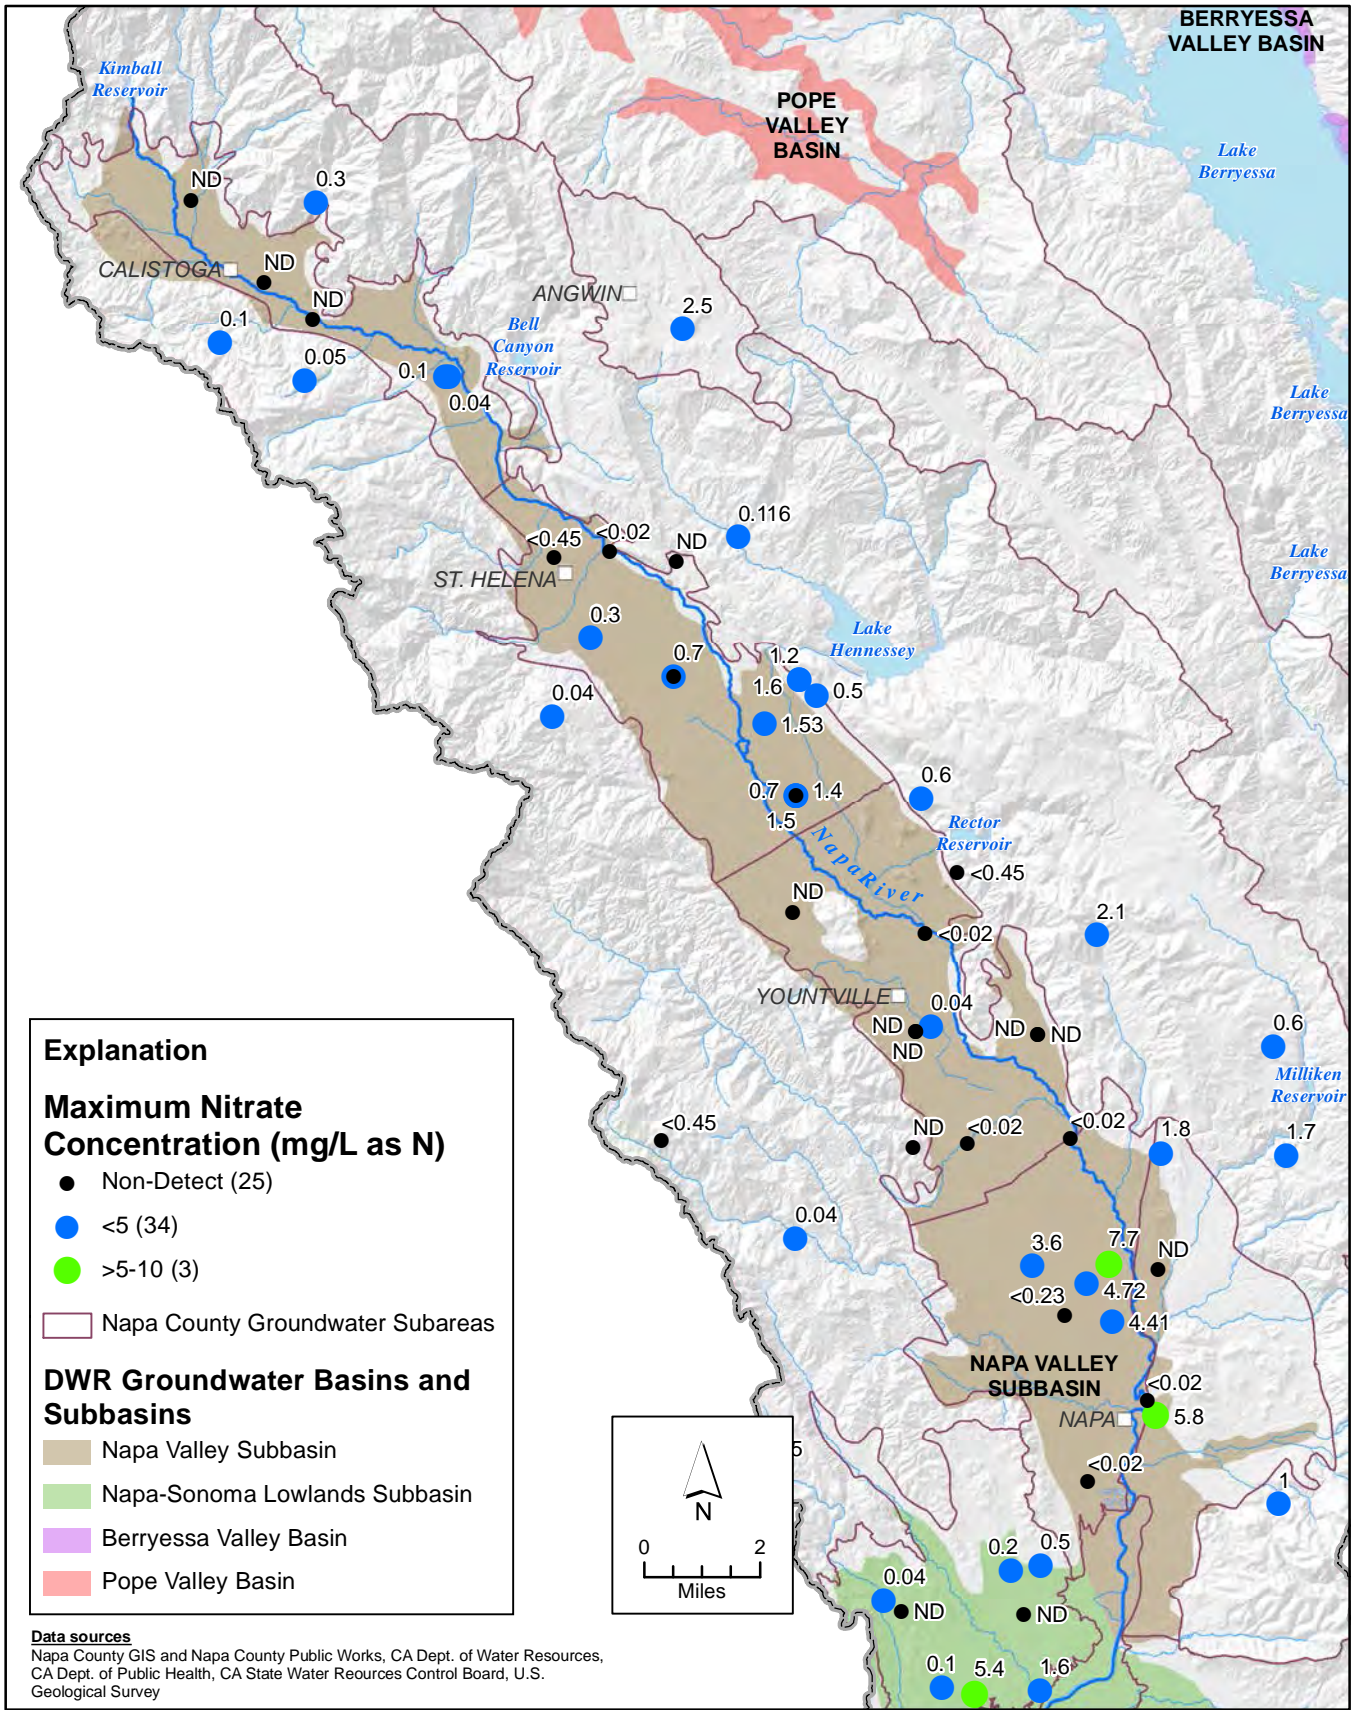 BERRYESSA
VALLEY BASIN
Kimball
Reservoir
POPE
VALLEY
BASIN
Lake
Berryessa
ND
0.3
CALISTOGA
ND
ND
ANGWIN
2.5
0.1
0.05
Bell
Canyon
Reservoir
0.1
0.04
Lake
Berryessa
0.116
<0.45
<0.02
ND
ST. HELENA
Lake
Berryessa
0.3
Lake
Hennessey
0.7
1.2
1.6
0.5
0.04
1.53
0.6
0.7
1.4
1.5
Rector
Reservoir
Napa River
<0.45
ND
2.1
<0.02
YOUNTVILLE
0.04
ND
ND
ND
ND
0.6
Milliken
Reservoir
<0.45
ND
<0.02
<0.02
1.8
1.7
0.04
3.6
7.7
ND
4.72
<0.23
4.41
NAPA VALLEY
SUBBASIN
<0.02
NAPA
5.8
5
<0.02
1
0.2
0.5
0.04
ND
ND
0.1
5.4
1.6
Explanation
Maximum Nitrate
Concentration (mg/L as N)
Non-Detect (25)
<5 (34)
>5-10 (3)
Napa County Groundwater Subareas
DWR Groundwater Basins and
Subbasins
Napa Valley Subbasin
Napa-Sonoma Lowlands Subbasin
Berryessa Valley Basin
Pope Valley Basin
N
0
2
Miles
Data sources
Napa County GIS and Napa County Public Works, CA Dept. of Water Resources,
CA Dept. of Public Health, CA State Water Reources Control Board, U.S.
Geological Survey